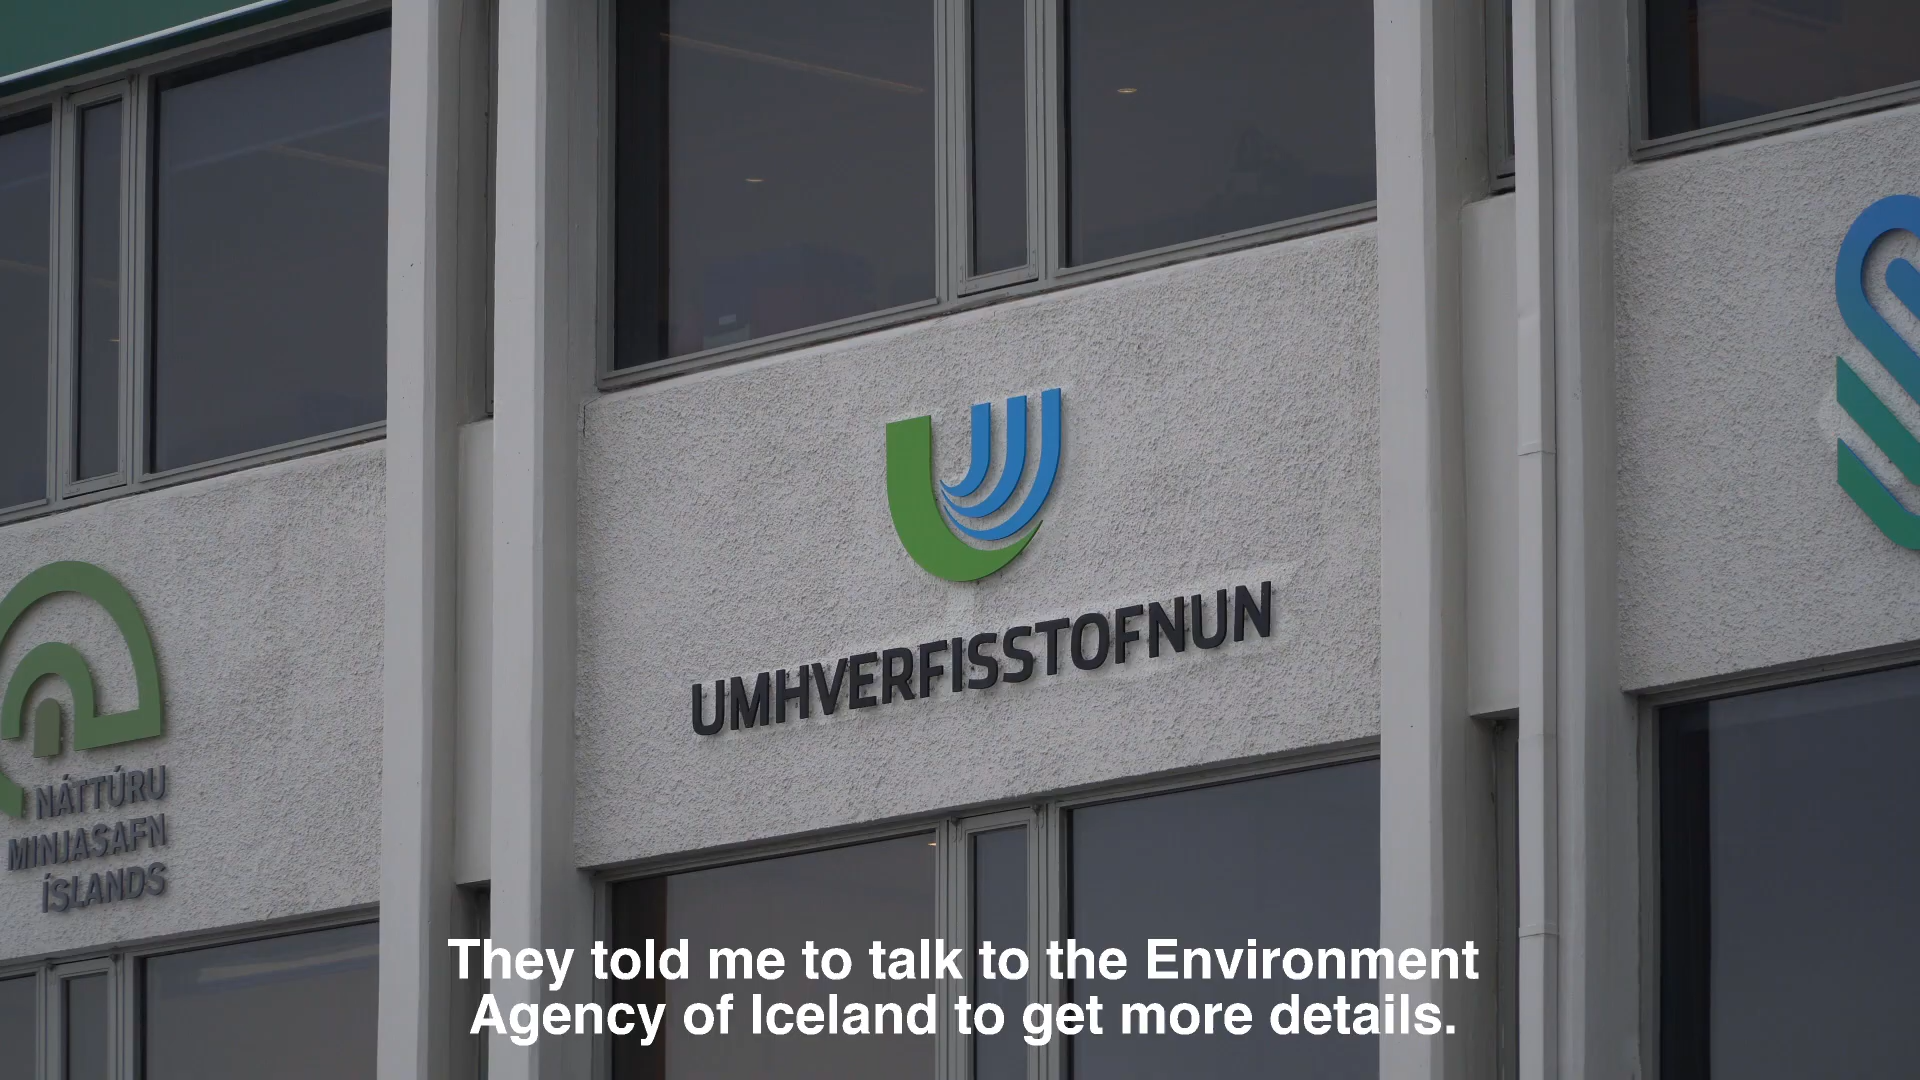 UMHVERFISSTOFNUN
NÁTTÚRU
MINJASAFN
ÍSLANDS
They told me to talk to the Environment
Agency of Iceland to get more details.